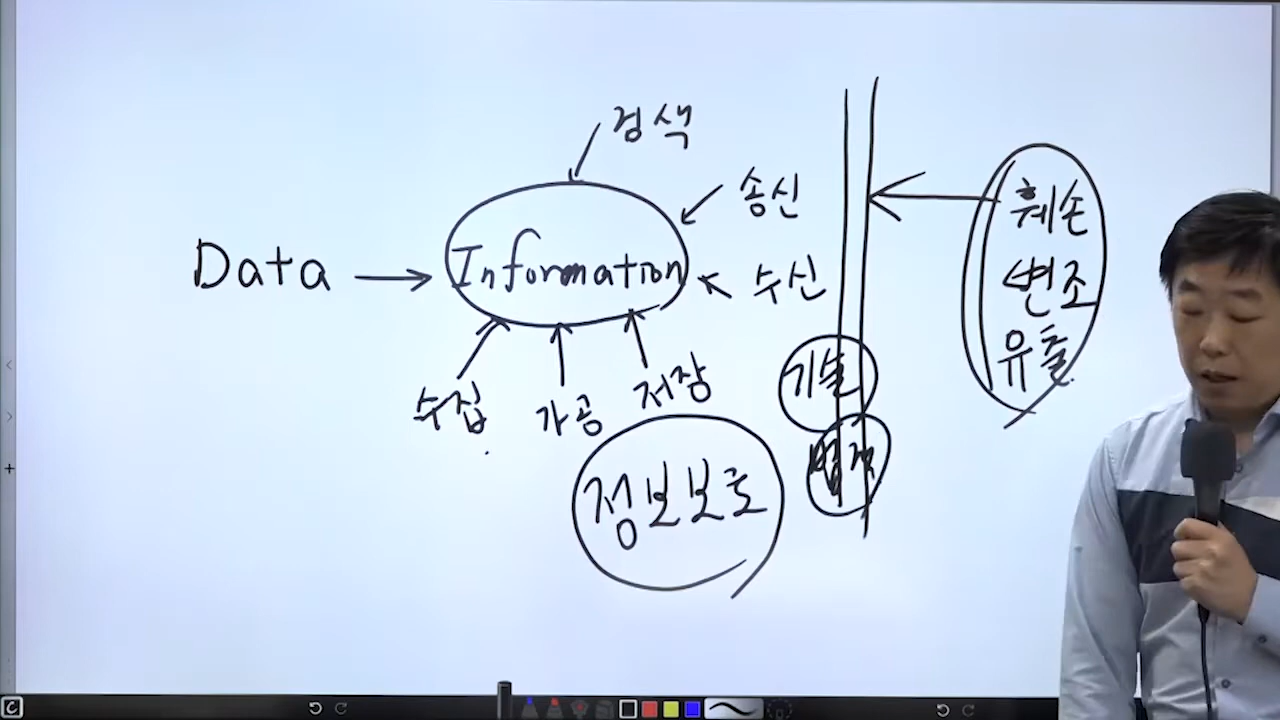 검색
송신
Data → Information
수신
수집
가공
저장
정보보호
기술
훼손
변조
유출